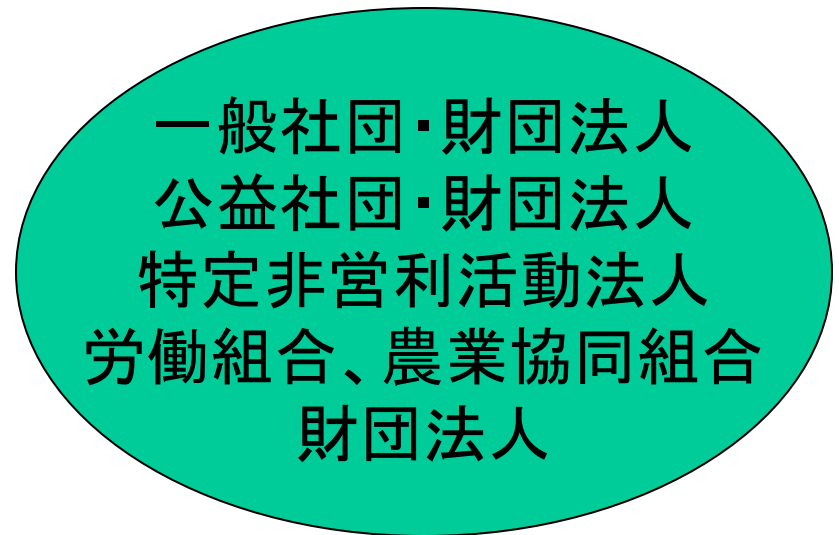 一般社団・財団法人
公益社団・財団法人
特定非営利活動法人
労働組合、農業協同組合
財団法人